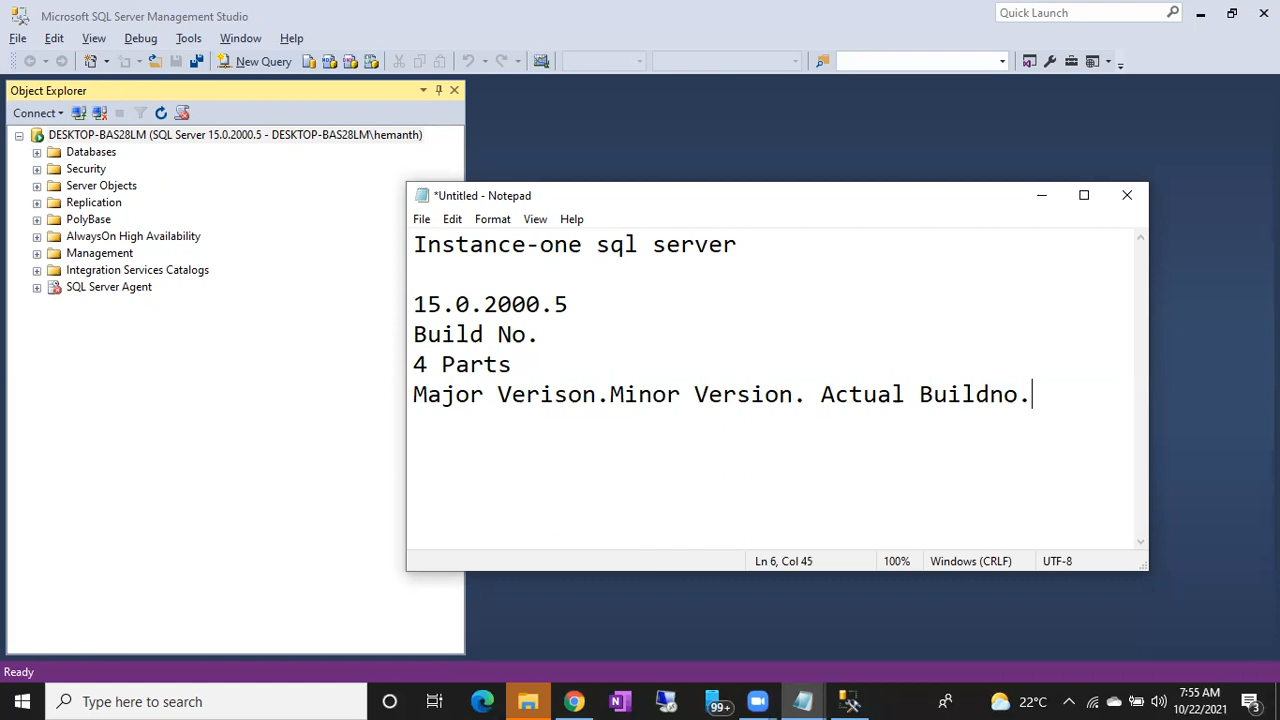 Microsoft SQL Server Management Studio
Quick Launch
File Edit View Debug Tools Window Help
New Query
Object Explorer
Connect
DESKTOP-BAS28LM (SQL Server 15.0.2000.5 - DESKTOP-BAS28LM\hemanth)
Databases
Security
Server Objects
Replication
PolyBase
AlwaysOn High Availability
Management
Integration Services Catalogs
SQL Server Agent
*Untitled - Notepad
File Edit Format View Help
Instance-one sql server
15.0.2000.5
Build No.
4 Parts
Major Verison.Minor Version. Actual Buildno.
Ln 6, Col 45 100% Windows (CRLF) UTF-8
Ready
Type here to search
99+
22°C
7:55 AM
10/22/2021
3